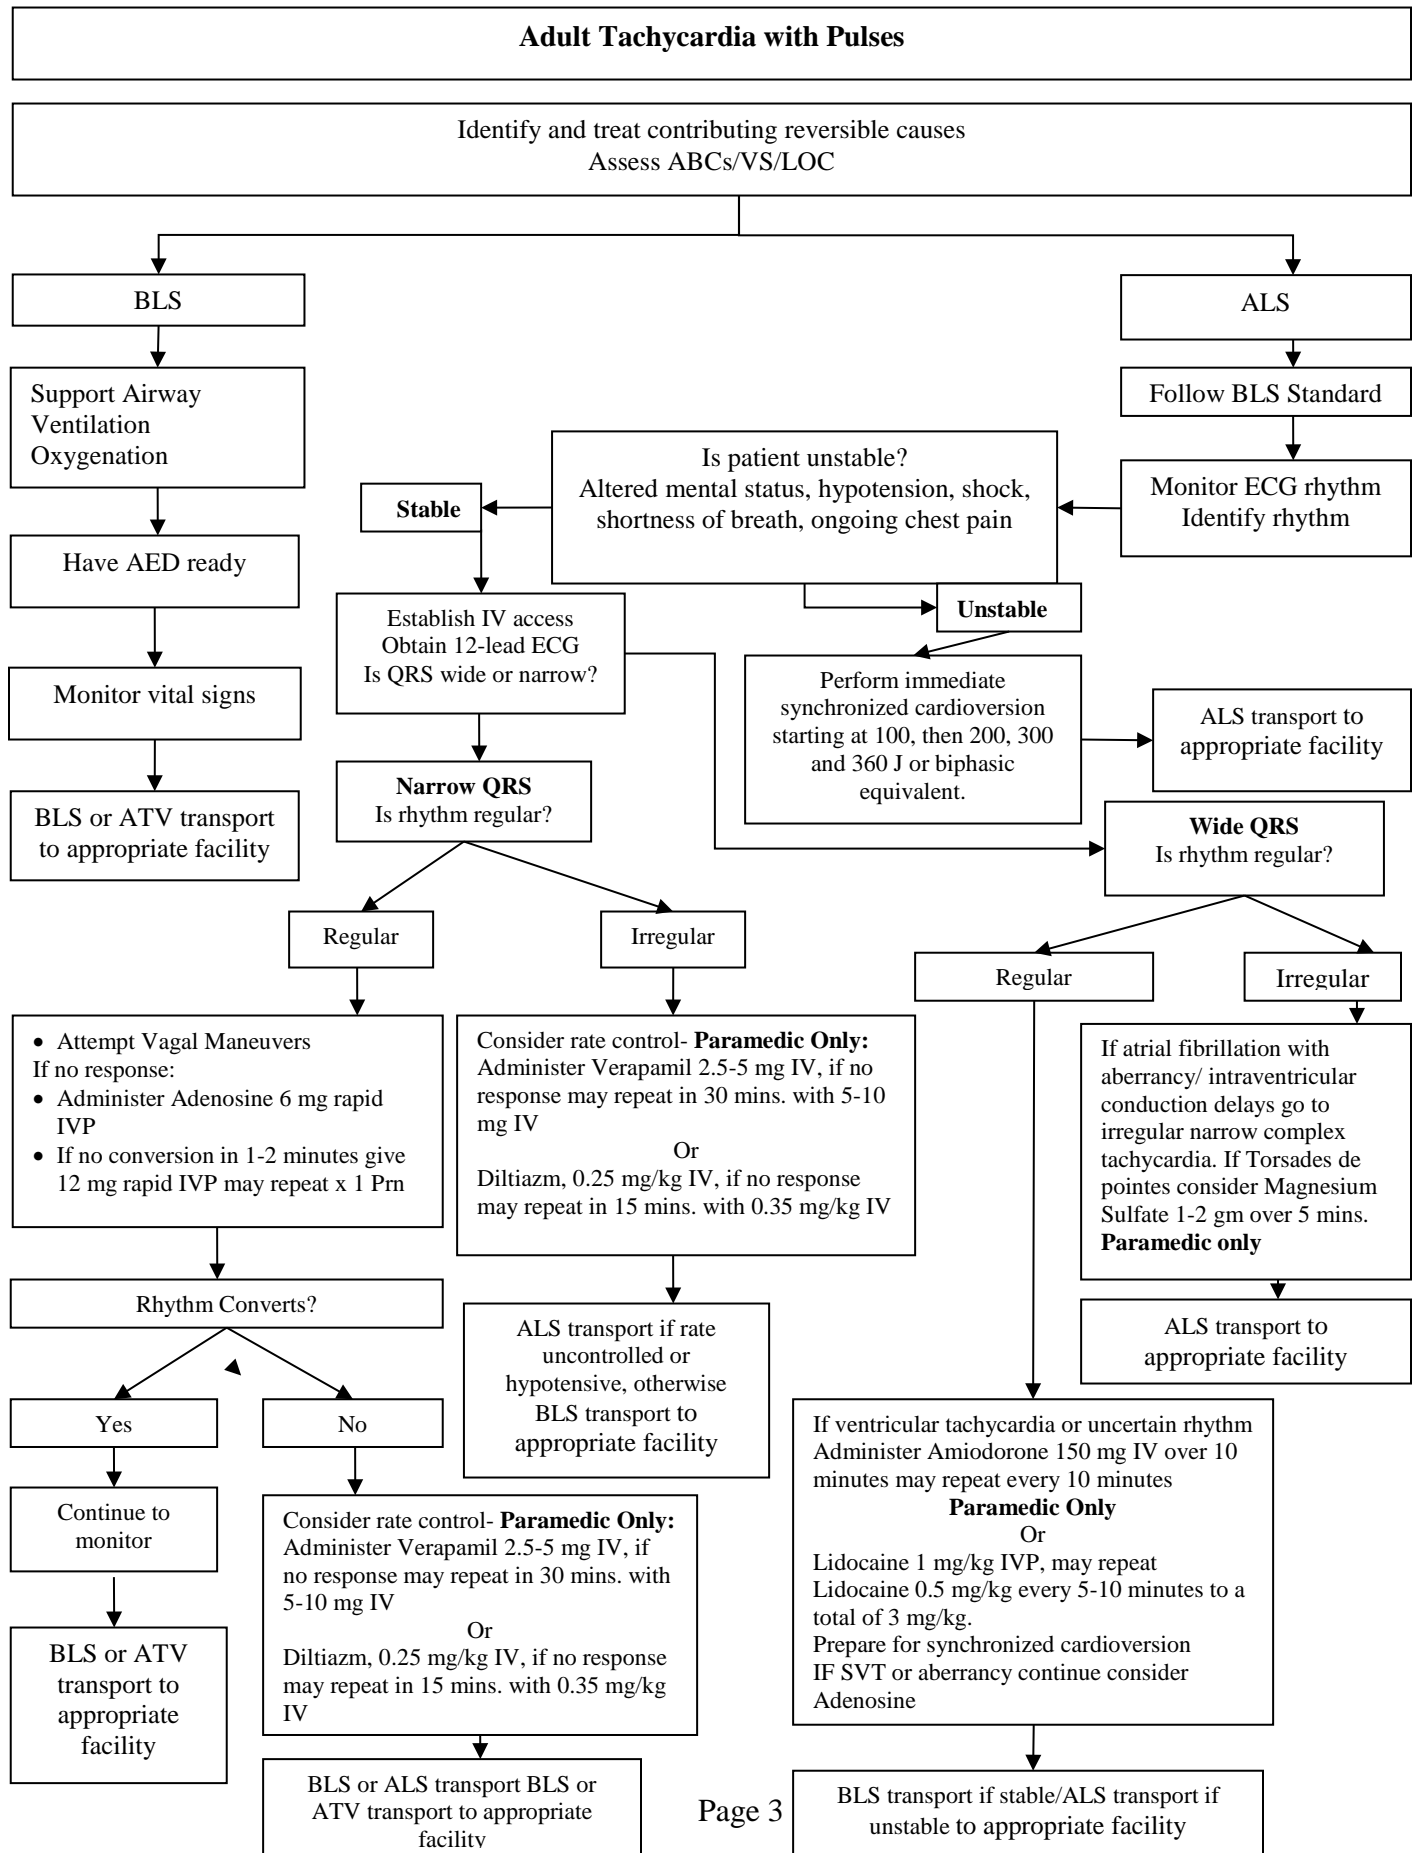 Adult Tachycardia with Pulses
Identify and treat contributing reversible causes
Assess ABCs/VS/LOC
BLS
Support Airway
Ventilation
Oxygenation
Have AED ready
Monitor vital signs
BLS or ATV transport
to appropriate facility
ALS
Follow BLS Standard
Monitor ECG rhythm
Identify rhythm
Is patient unstable?
Altered mental status, hypotension, shock,
shortness of breath, ongoing chest pain
Stable
Unstable
Establish IV access
Obtain 12-lead ECG
Is QRS wide or narrow?
Perform immediate
synchronized cardioversion
starting at 100, then 200, 300
and 360 J or biphasic
equivalent.
ALS transport to
appropriate facility
Narrow QRS
Is rhythm regular?
Wide QRS
Is rhythm regular?
Regular
Irregular
Regular
Irregular
• Attempt Vagal Maneuvers
If no response:
• Administer Adenosine 6 mg rapid
IVP
• If no conversion in 1-2 minutes give
12 mg rapid IVP may repeat x 1 Prn
Consider rate control- Paramedic Only:
Administer Verapamil 2.5-5 mg IV, if no
response may repeat in 30 mins. with 5-10
mg IV
Or
Diltiazm, 0.25 mg/kg IV, if no response
may repeat in 15 mins. with 0.35 mg/kg IV
If atrial fibrillation with
aberrancy/ intraventricular
conduction delays go to
irregular narrow complex
tachycardia. If Torsades de
pointes consider Magnesium
Sulfate 1-2 gm over 5 mins.
Paramedic only
Rhythm Converts?
ALS transport if rate
uncontrolled or
hypotensive, otherwise
BLS transport to
appropriate facility
ALS transport to
appropriate facility
Yes
No
Continue to
monitor
BLS or ATV
transport to
appropriate
facility
Consider rate control- Paramedic Only:
Administer Verapamil 2.5-5 mg IV, if
no response may repeat in 30 mins. with
5-10 mg IV
Or
Diltiazm, 0.25 mg/kg IV, if no response
may repeat in 15 mins. with 0.35 mg/kg
IV
If ventricular tachycardia or uncertain rhythm
Administer Amiodorone 150 mg IV over 10
minutes may repeat every 10 minutes
Paramedic Only
Or
Lidocaine 1 mg/kg IVP, may repeat
Lidocaine 0.5 mg/kg every 5-10 minutes to a
total of 3 mg/kg.
Prepare for synchronized cardioversion
IF SVT or aberrancy continue consider
Adenosine
BLS or ALS transport BLS or
ATV transport to appropriate
facility
Page 3
BLS transport if stable/ALS transport if
unstable to appropriate facility